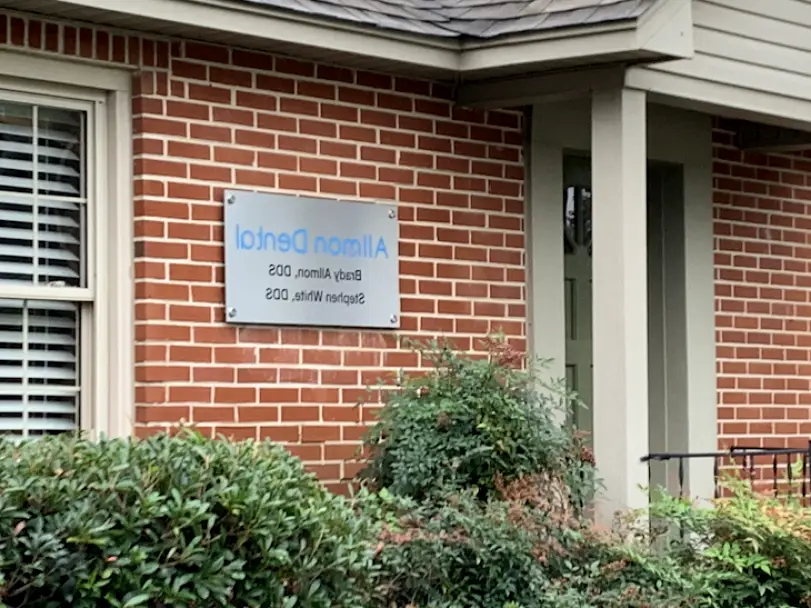 Allmon Dental
Brady Allmon, DDS
Stephen White, DDS